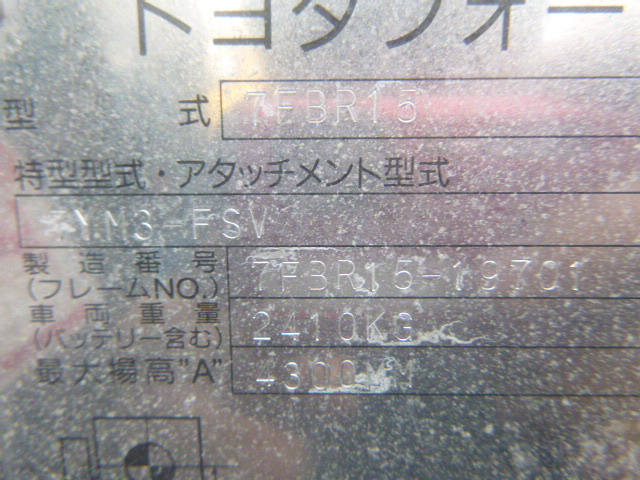 トヨタフォー
型式 7FBR15
特型型式・アタッチメント型式
YM3-FSV
製造番号 7FBR15-19701
(フレームNO.)
車両重量 2410KG
(バッテリー含む)
最大揚高"A" 300MM